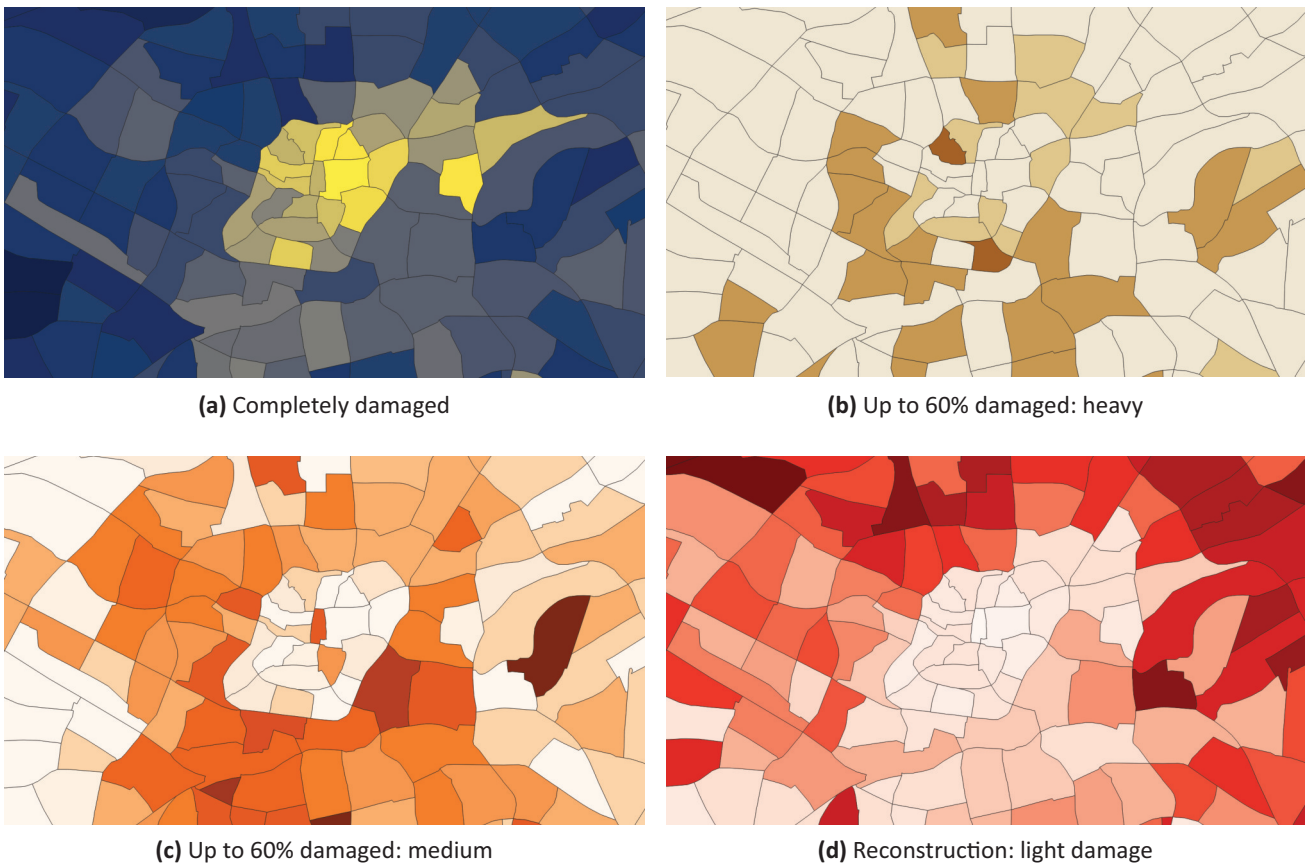 (a) Completely damaged
(b) Up to 60% damaged: heavy
(c) Up to 60% damaged: medium
(d) Reconstruction: light damage